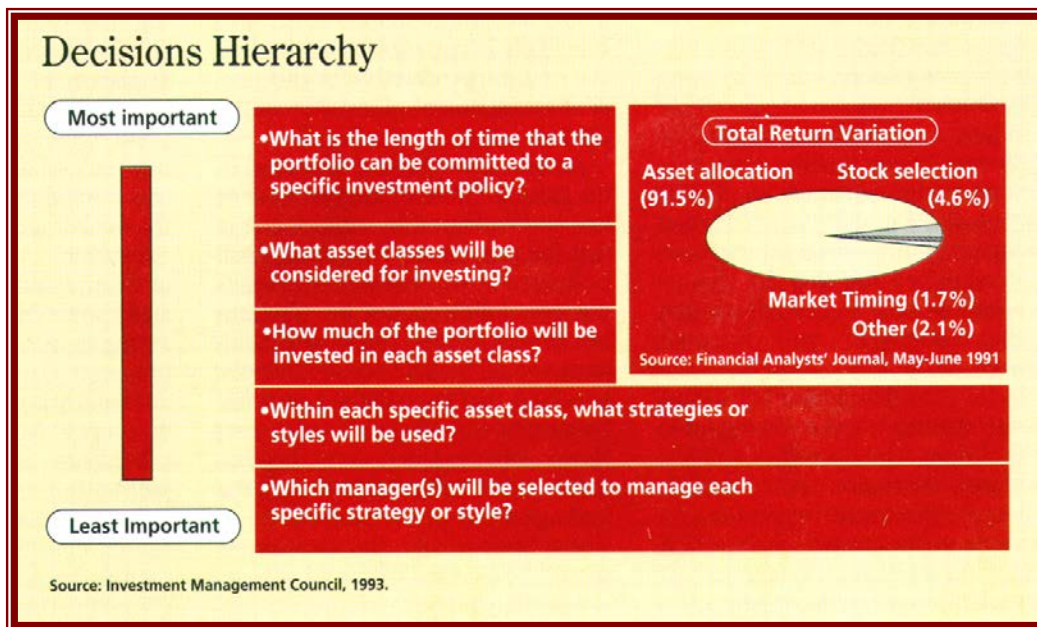 Decisions Hierarchy
Most important
•What is the length of time that the
portfolio can be committed to a
specific investment policy?
•What asset classes will be
considered for investing?
•How much of the portfolio will be
invested in each asset class?
•Within each specific asset class, what strategies or
styles will be used?
•Which manager(s) will be selected to manage each
specific strategy or style?
Least Important
Total Return Variation
Asset allocation
(91.5%)
Stock selection
(4.6%)
Market Timing (1.7%)
Other (2.1%)
Source: Financial Analysts' Journal, May-June 1991
Source: Investment Management Council, 1993.